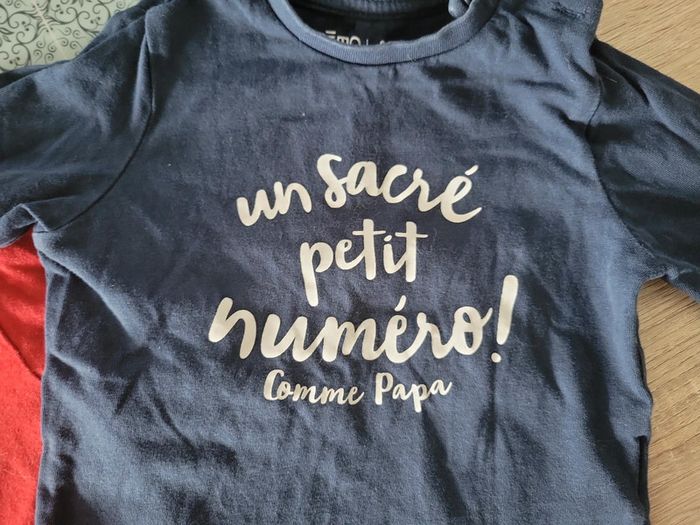 un sacré
petit
numéro!
Comme Papa